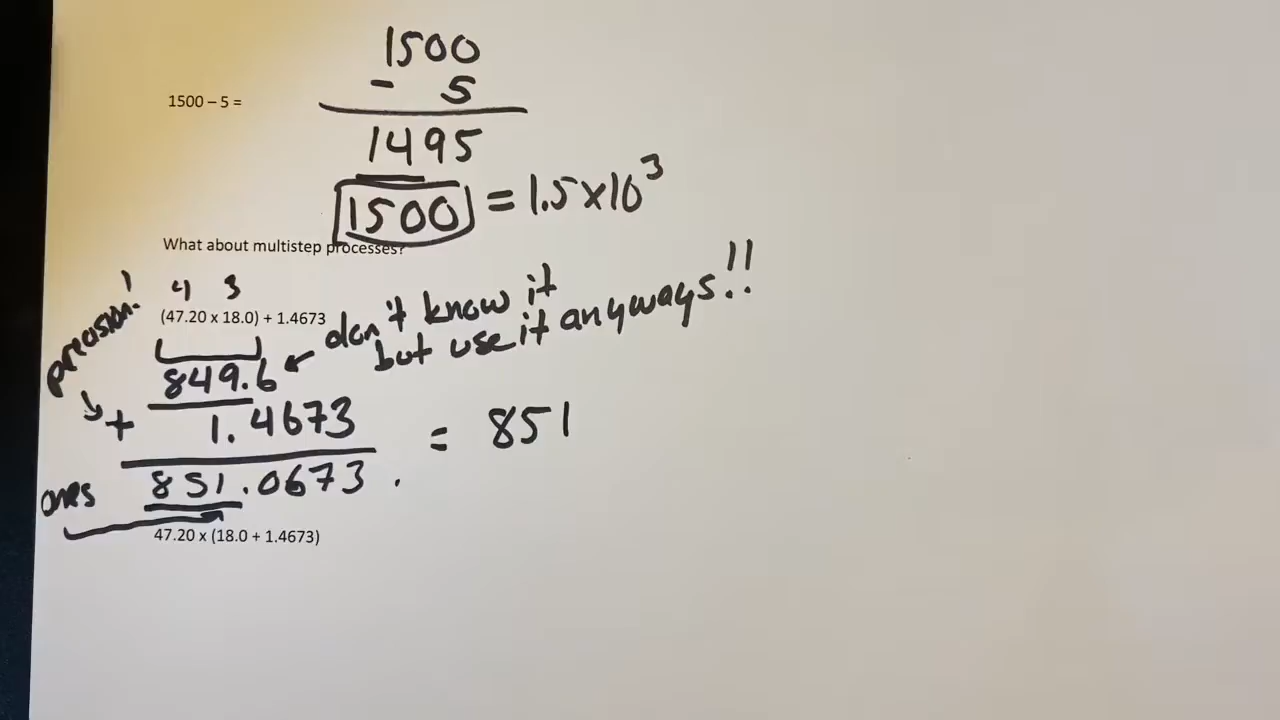 1500
- 5
1500 – 5 =
1495
1500 = 1.5x10³
What about multistep processes?
4 3
precision!
(47.20 x 18.0) + 1.4673
don't know it
but use it anyways!!
849.6
+ 1.4673
= 851
ones 851.0673 .
47.20 x (18.0 + 1.4673)